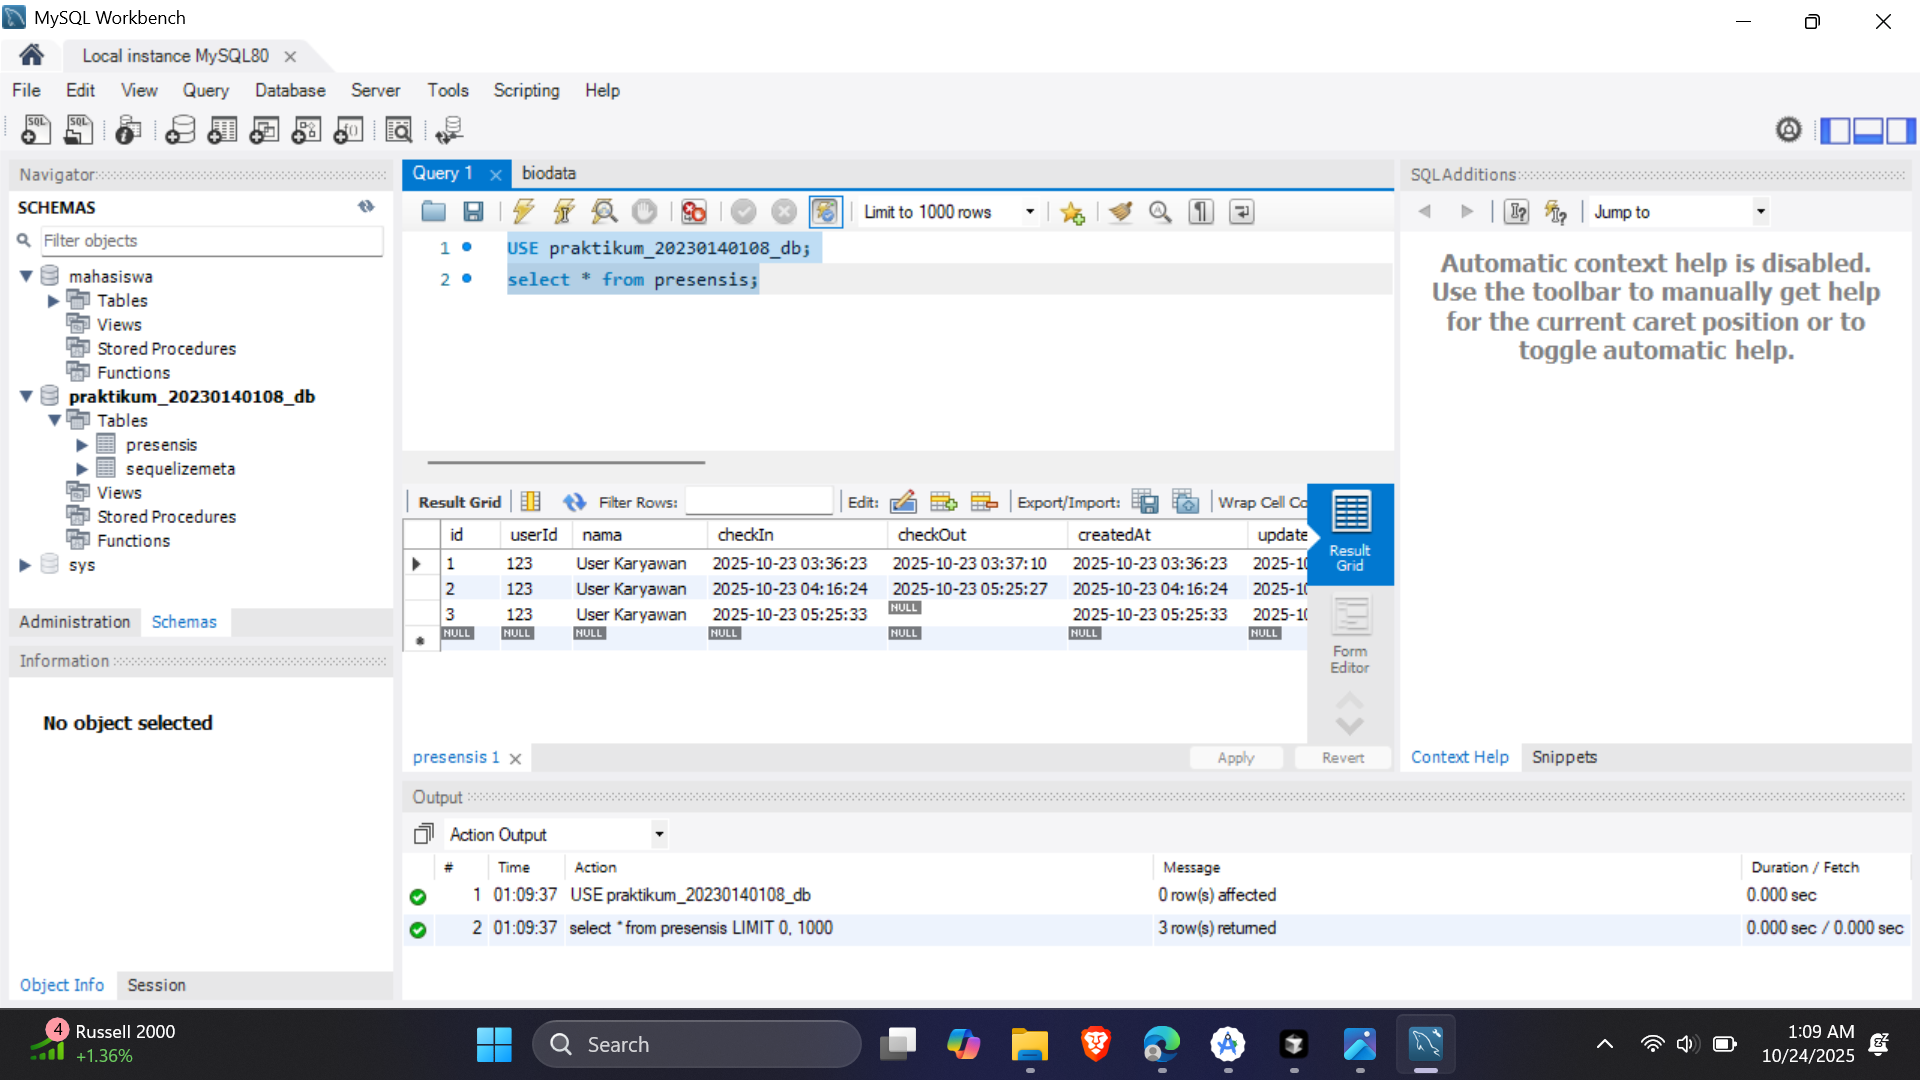 MySQL Workbench
Local instance MySQL80
File Edit View Query Database Server Tools Scripting Help
Navigator
SCHEMAS
Filter objects
mahasiswa
Tables
Views
Stored Procedures
Functions
praktikum_20230140108_db
Tables
presensis
sequelizemeta
Views
Stored Procedures
Functions
sys
Administration Schemas
Information
No object selected
Object Info Session
Query 1 biodata
Limit to 1000 rows
1 USE praktikum_20230140108_db;
2 select * from presensis;
Result Grid Filter Rows: Edit: Export/Import: Wrap Cell Co
id userId nama checkIn checkOut createdAt update
1 123 User Karyawan 2025-10-23 03:36:23 2025-10-23 03:37:10 2025-10-23 03:36:23 2025-10
2 123 User Karyawan 2025-10-23 04:16:24 2025-10-23 05:25:27 2025-10-23 04:16:24 2025-10
3 123 User Karyawan 2025-10-23 05:25:33 NULL 2025-10-23 05:25:33 2025-10
NULL NULL NULL NULL NULL NULL NULL
Result
Grid
Form
Editor
presensis 1 Apply Revert
SQLAdditions
Jump to
Automatic context help is disabled.
Use the toolbar to manually get help
for the current caret position or to
toggle automatic help.
Context Help Snippets
Output
Action Output
# Time Action Message Duration / Fetch
1 01:09:37 USE praktikum_20230140108_db 0 row(s) affected 0.000 sec
2 01:09:37 select * from presensis LIMIT 0, 1000 3 row(s) returned 0.000 sec / 0.000 sec
4 Russell 2000
+1.36%
Search
1:09 AM
10/24/2025